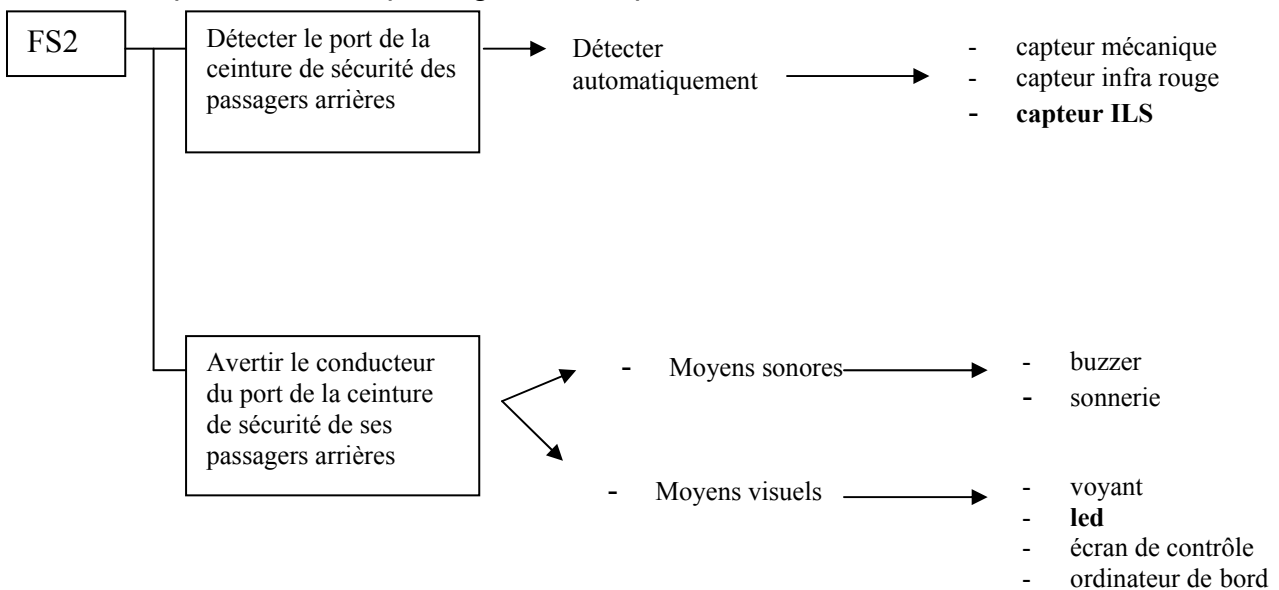 FS2
Détecter le port de la
ceinture de sécurité des
passagers arrières
Détecter
automatiquement
- capteur mécanique
- capteur infra rouge
- capteur ILS
Avertir le conducteur
du port de la ceinture
de sécurité de ses
passagers arrières
- Moyens sonores
- buzzer
- sonnerie
- Moyens visuels
- voyant
- led
- écran de contrôle
- ordinateur de bord